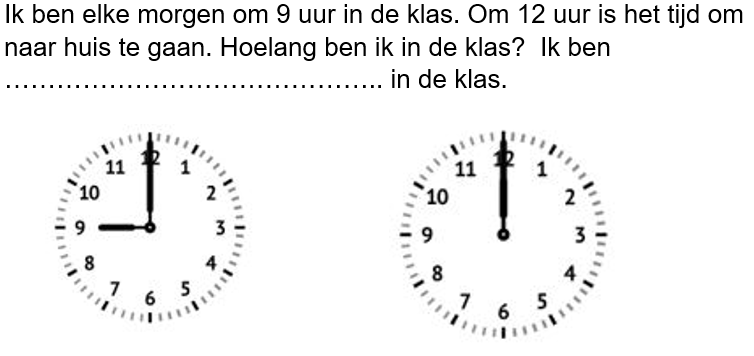 Ik ben elke morgen om 9 uur in de klas. Om 12 uur is het tijd om
naar huis te gaan. Hoelang ben ik in de klas?  Ik ben
…………………………………….. in de klas.
12 1 2 3 4 5 6 7 8 9 10 11
12 1 2 3 4 5 6 7 8 9 10 11